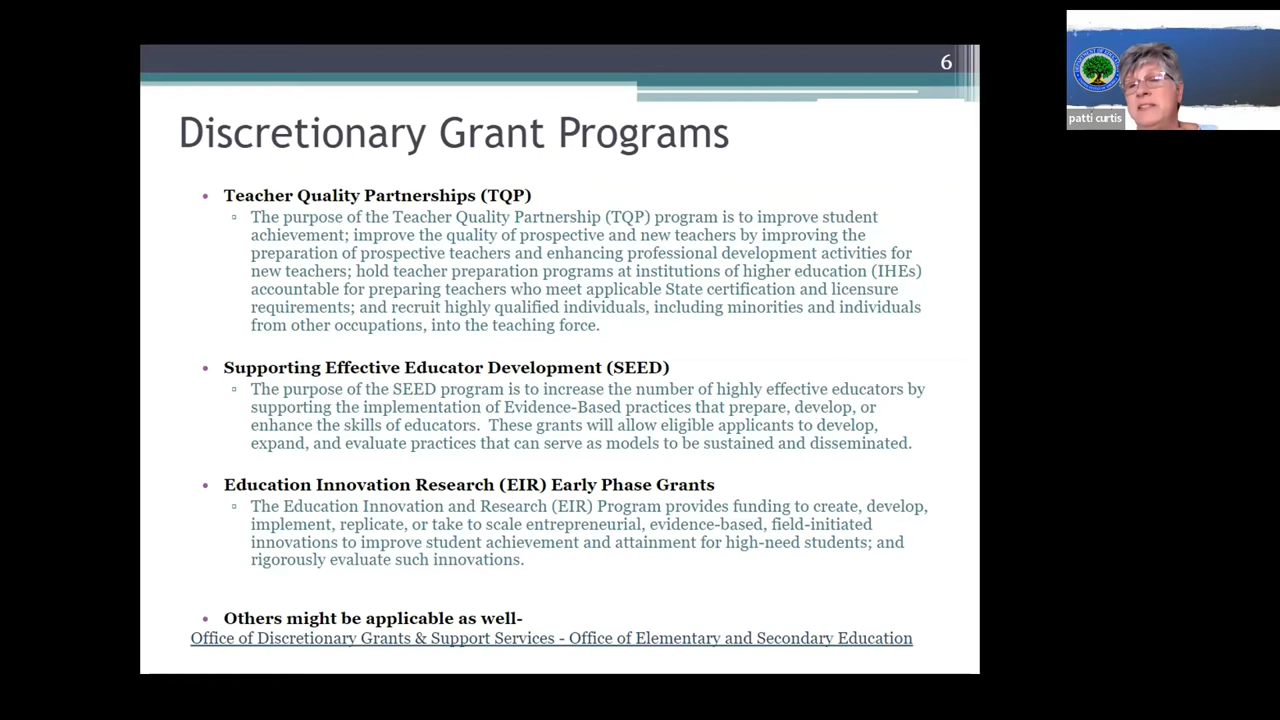 6
patti curtis
Discretionary Grant Programs
• Teacher Quality Partnerships (TQP)
▫ The purpose of the Teacher Quality Partnership (TQP) program is to improve student
achievement; improve the quality of prospective and new teachers by improving the
preparation of prospective teachers and enhancing professional development activities for
new teachers; hold teacher preparation programs at institutions of higher education (IHEs)
accountable for preparing teachers who meet applicable State certification and licensure
requirements; and recruit highly qualified individuals, including minorities and individuals
from other occupations, into the teaching force.
• Supporting Effective Educator Development (SEED)
▫ The purpose of the SEED program is to increase the number of highly effective educators by
supporting the implementation of Evidence-Based practices that prepare, develop, or
enhance the skills of educators.  These grants will allow eligible applicants to develop,
expand, and evaluate practices that can serve as models to be sustained and disseminated.
• Education Innovation Research (EIR) Early Phase Grants
▫ The Education Innovation and Research (EIR) Program provides funding to create, develop,
implement, replicate, or take to scale entrepreneurial, evidence-based, field-initiated
innovations to improve student achievement and attainment for high-need students; and
rigorously evaluate such innovations.
• Others might be applicable as well-
Office of Discretionary Grants & Support Services - Office of Elementary and Secondary Education